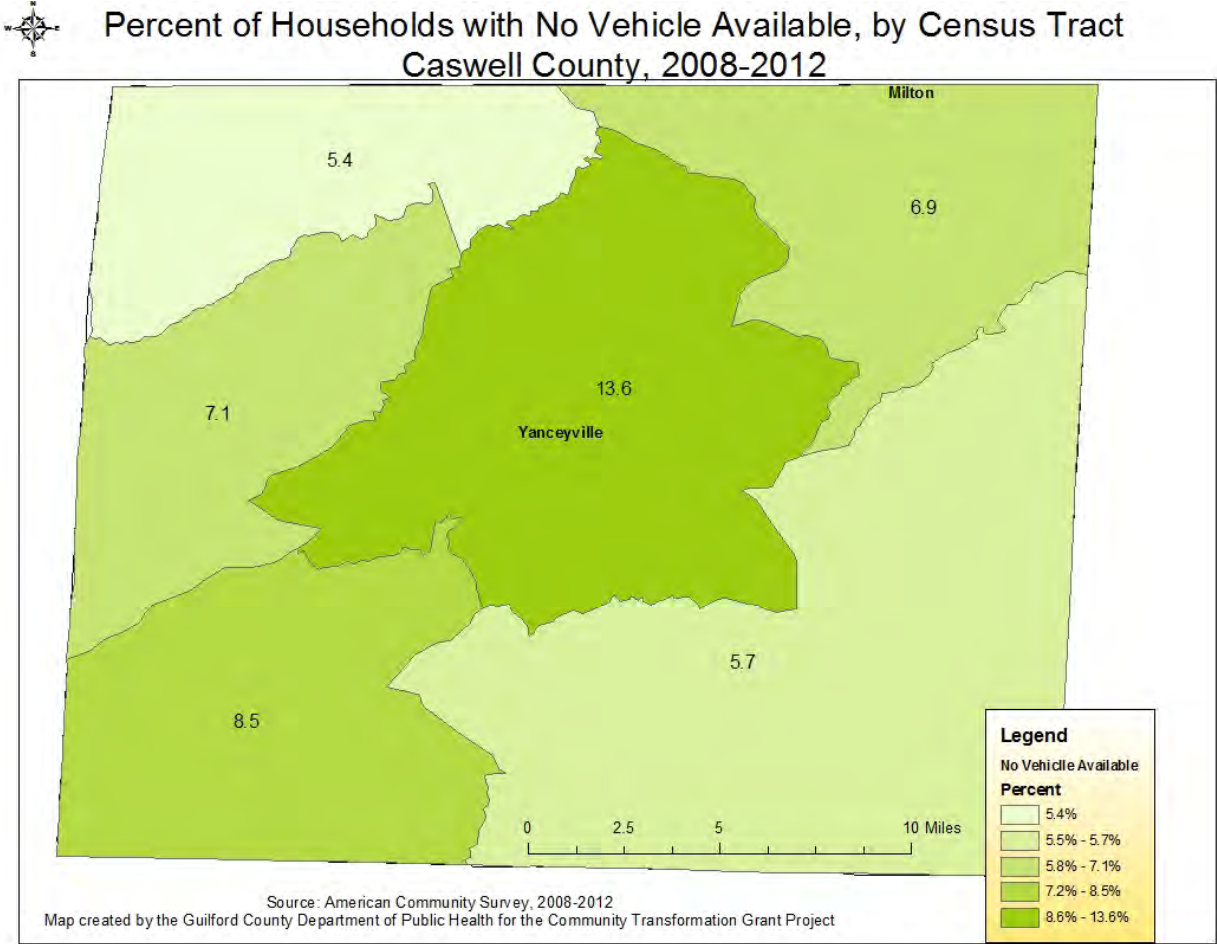 N
W E
S
Percent of Households with No Vehicle Available, by Census Tract
Caswell County, 2008-2012
Milton
5.4
6.9
13.6
7.1
Yanceyville
5.7
8.5
Legend
No Vehiclle Available
Percent
5.4%
5.5% - 5.7%
5.8% - 7.1%
7.2% - 8.5%
8.6% - 13.6%
0 2.5 5 10 Miles
Source: American Community Survey, 2008-2012
Map created by the Guilford County Department of Public Health for the Community Transformation Grant Project